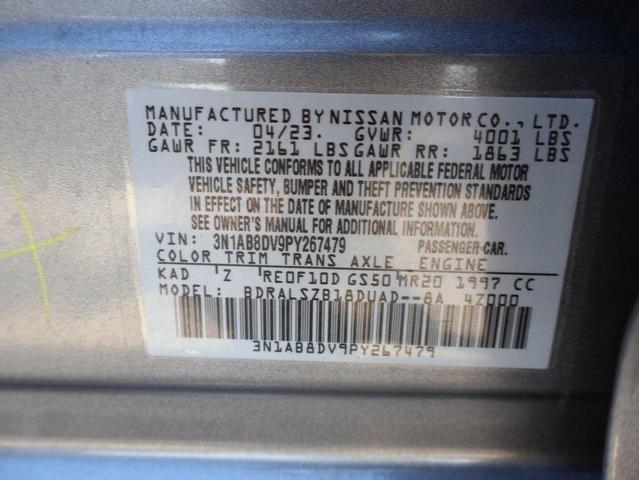 MANUFACTURED BY NISSAN MOTOR CO., LTD.
DATE: 04/23. GVWR: 4001 LBS
GAWR FR: 2161 LBS GAWR RR: 1863 LBS
THIS VEHICLE CONFORMS TO ALL APPLICABLE FEDERAL MOTOR
VEHICLE SAFETY, BUMPER AND THEFT PREVENTION STANDARDS
IN EFFECT ON THE DATE OF MANUFACTURE SHOWN ABOVE.
SEE OWNER'S MANUAL FOR ADDITIONAL INFORMATION.
VIN: 3N1AB8DV9PY267479 PASSENGER-CAR.
COLOR TRIM TRANS AXLE ENGINE
KAD Z RE0F10D GS50 MR20 1997 CC
MODEL BDRALSZB18DUAD--8A 4Z000
3N1AB8DV9PY267479